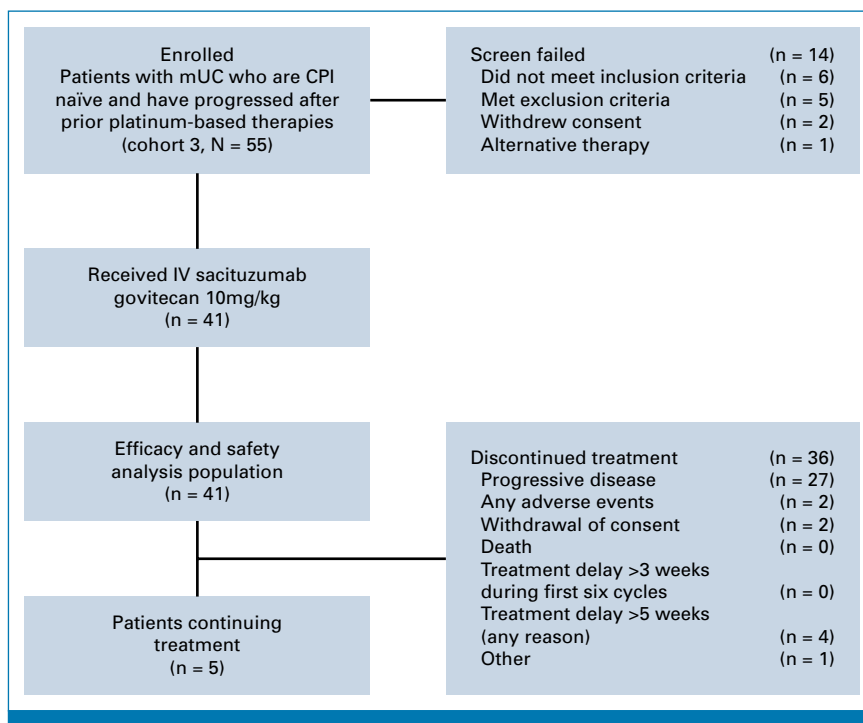 Enrolled
Patients with mUC who are CPI
naïve and have progressed after
prior platinum-based therapies
(cohort 3, N = 55)
Screen failed (n = 14)
Did not meet inclusion criteria (n = 6)
Met exclusion criteria (n = 5)
Withdrew consent (n = 2)
Alternative therapy (n = 1)
Received IV sacituzumab
govitecan 10mg/kg
(n = 41)
Efficacy and safety
analysis population
(n = 41)
Discontinued treatment (n = 36)
Progressive disease (n = 27)
Any adverse events (n = 2)
Withdrawal of consent (n = 2)
Death (n = 0)
Treatment delay >3 weeks
during first six cycles (n = 0)
Treatment delay >5 weeks
(any reason) (n = 4)
Other (n = 1)
Patients continuing
treatment
(n = 5)